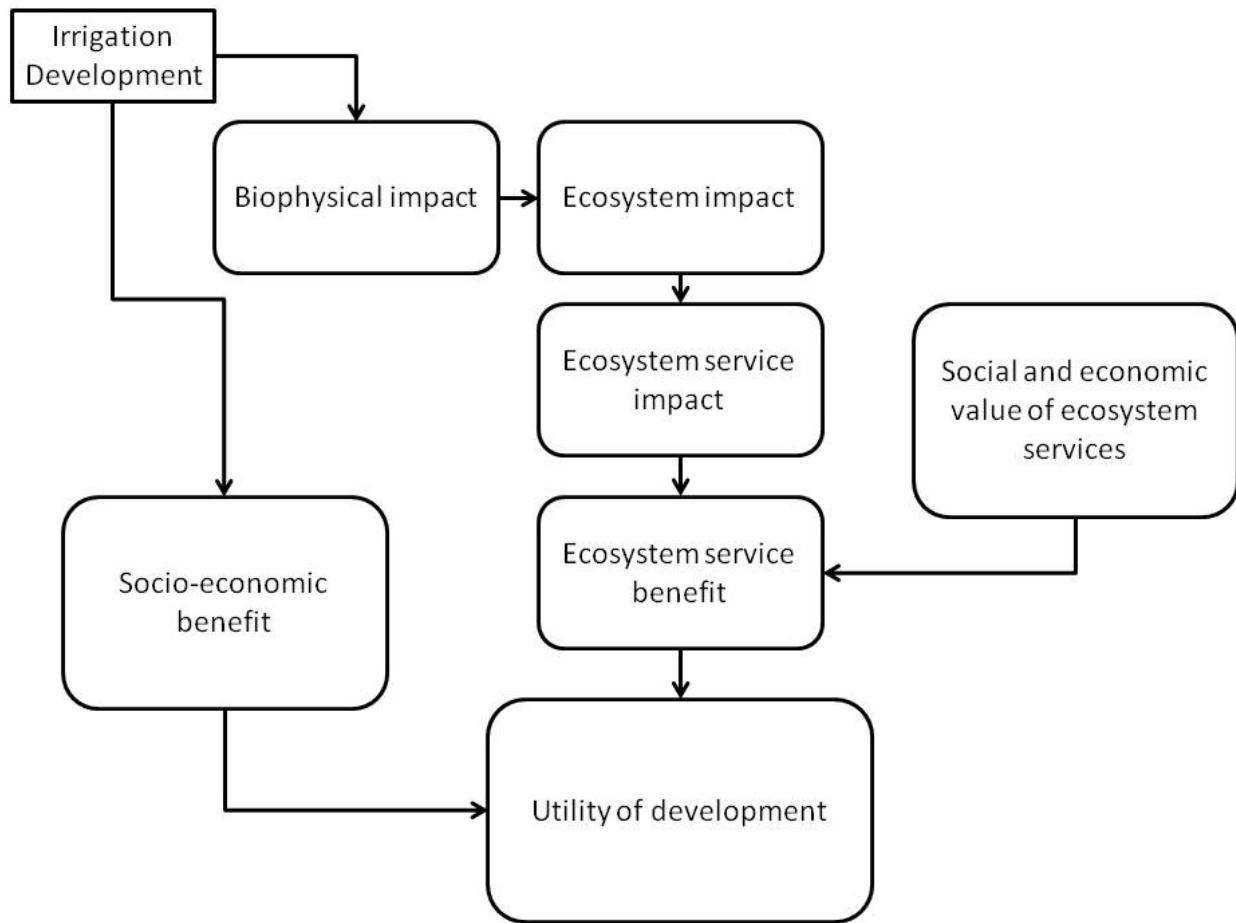 Irrigation
Development
Biophysical impact
Ecosystem impact
Ecosystem service
impact
Social and economic
value of ecosystem
services
Socio-economic
benefit
Ecosystem service
benefit
Utility of development